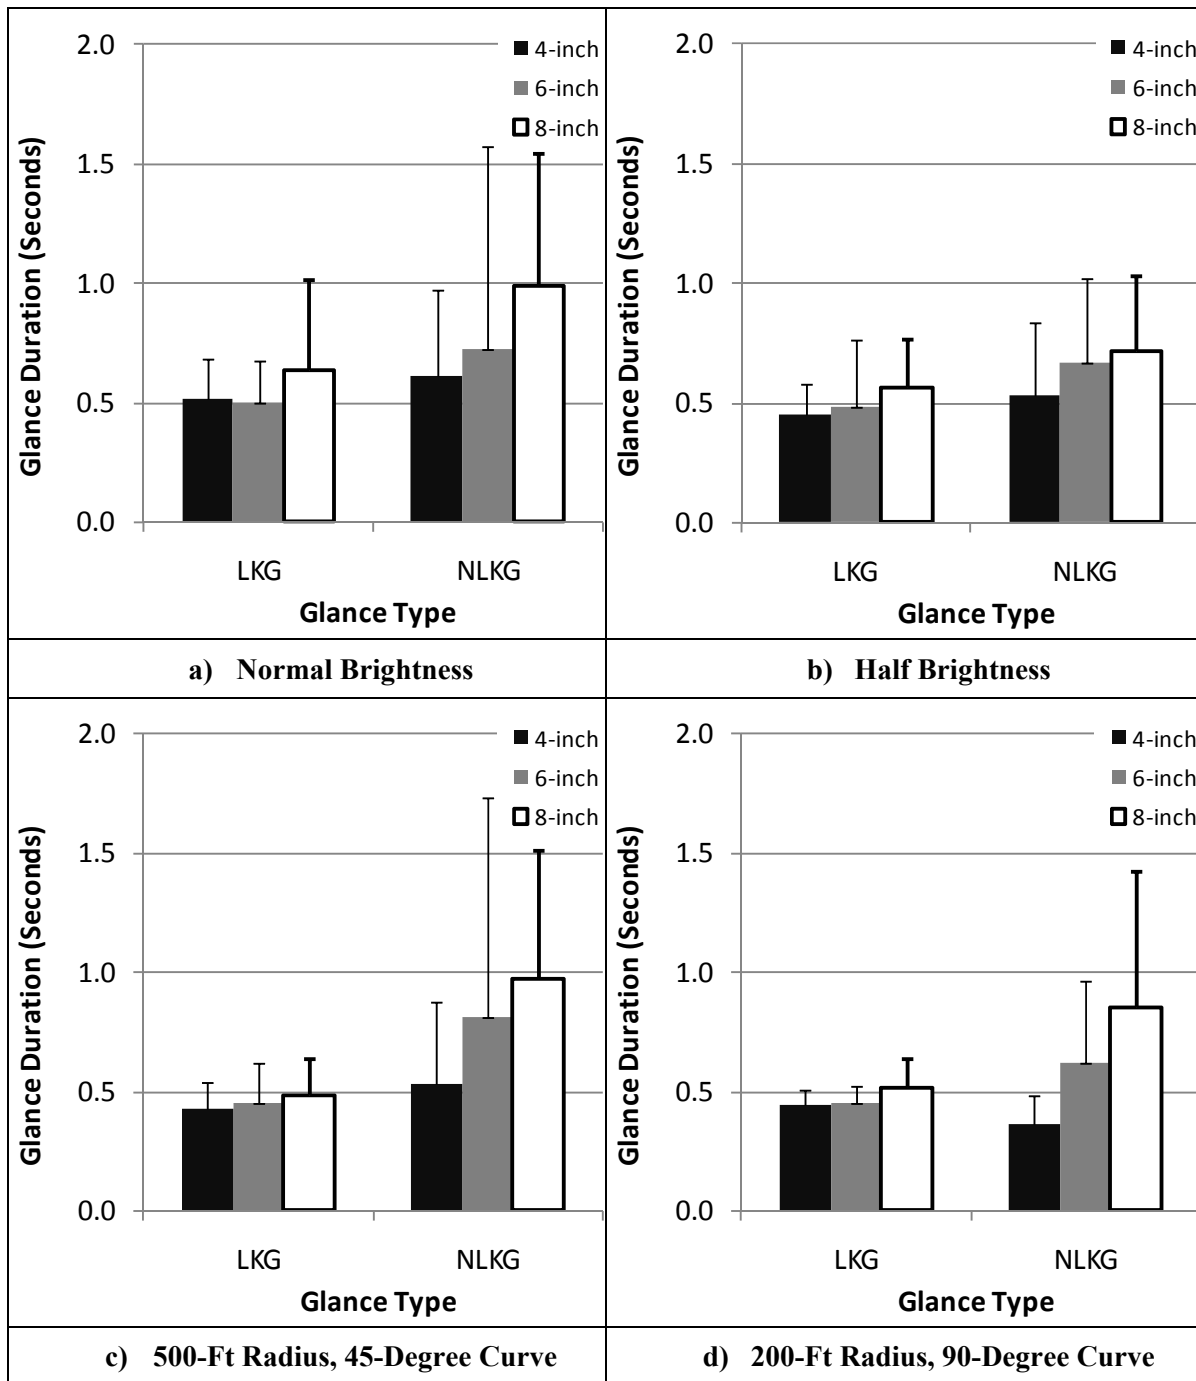 2.0
1.5
1.0
0.5
0.0
Glance Duration (Seconds)
4-inch
6-inch
8-inch
LKG NLKG
Glance Type
a) Normal Brightness
2.0
1.5
1.0
0.5
0.0
Glance Duration (Seconds)
4-inch
6-inch
8-inch
LKG NLKG
Glance Type
b) Half Brightness
2.0
1.5
1.0
0.5
0.0
Glance Duration (Seconds)
4-inch
6-inch
8-inch
LKG NLKG
Glance Type
c) 500-Ft Radius, 45-Degree Curve
2.0
1.5
1.0
0.5
0.0
Glance Duration (Seconds)
4-inch
6-inch
8-inch
LKG NLKG
Glance Type
d) 200-Ft Radius, 90-Degree Curve